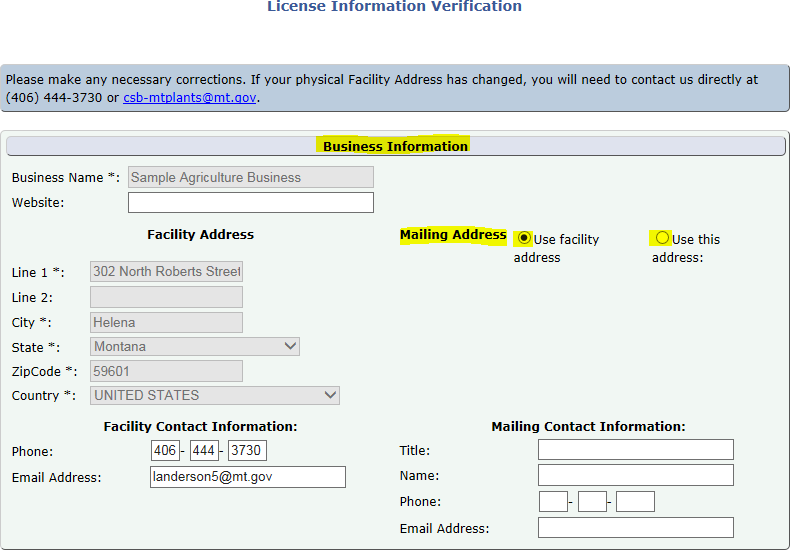 License Information Verification
Please make any necessary corrections. If your physical Facility Address has changed, you will need to contact us directly at
(406) 444-3730 or csb-mtplants@mt.gov.
Business Information
Business Name *: Sample Agriculture Business
Website:
Facility Address
Line 1 *: 302 North Roberts Street
Line 2:
City *: Helena
State *: Montana
ZipCode *: 59601
Country *: UNITED STATES
Mailing Address Use facility Use this
address address:
Facility Contact Information:
Phone: 406 - 444 - 3730
Email Address: landerson5@mt.gov
Mailing Contact Information:
Title:
Name:
Phone: - -
Email Address: